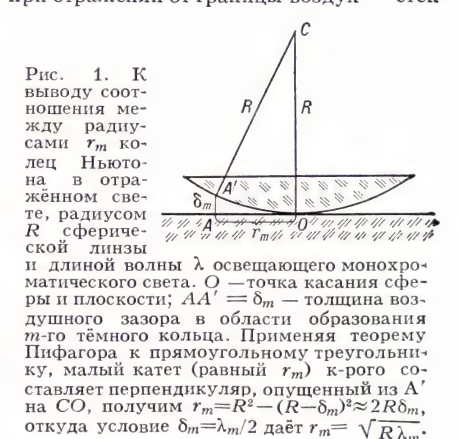 при отражении от границы воздух — стек
C
Рис. 1. К
выводу соот-
ношения ме-
жду радиу-
сами rₘ ко-
лец Ньюто-
на в отра-
жённом све-
те, радиусом
R сфериче-
ской линзы
R
R
A'
δₘ
A
rₘ
O
и длиной волны λ освещающего монохро-
матического света. O —точка касания сфе-
ры и плоскости; AA' = δₘ — толщина воз-
душного зазора в области образования
m-го тёмного кольца. Применяя теорему
Пифагора к прямоугольному треугольни-
ку, малый катет (равный rₘ) к-рого со-
ставляет перпендикуляр, опущенный из A'
на CO, получим rₘ=R²—(R—δₘ)²≈2Rδₘ,
откуда условие δₘ=λₘ/2 даёт rₘ= √Rλₘ.